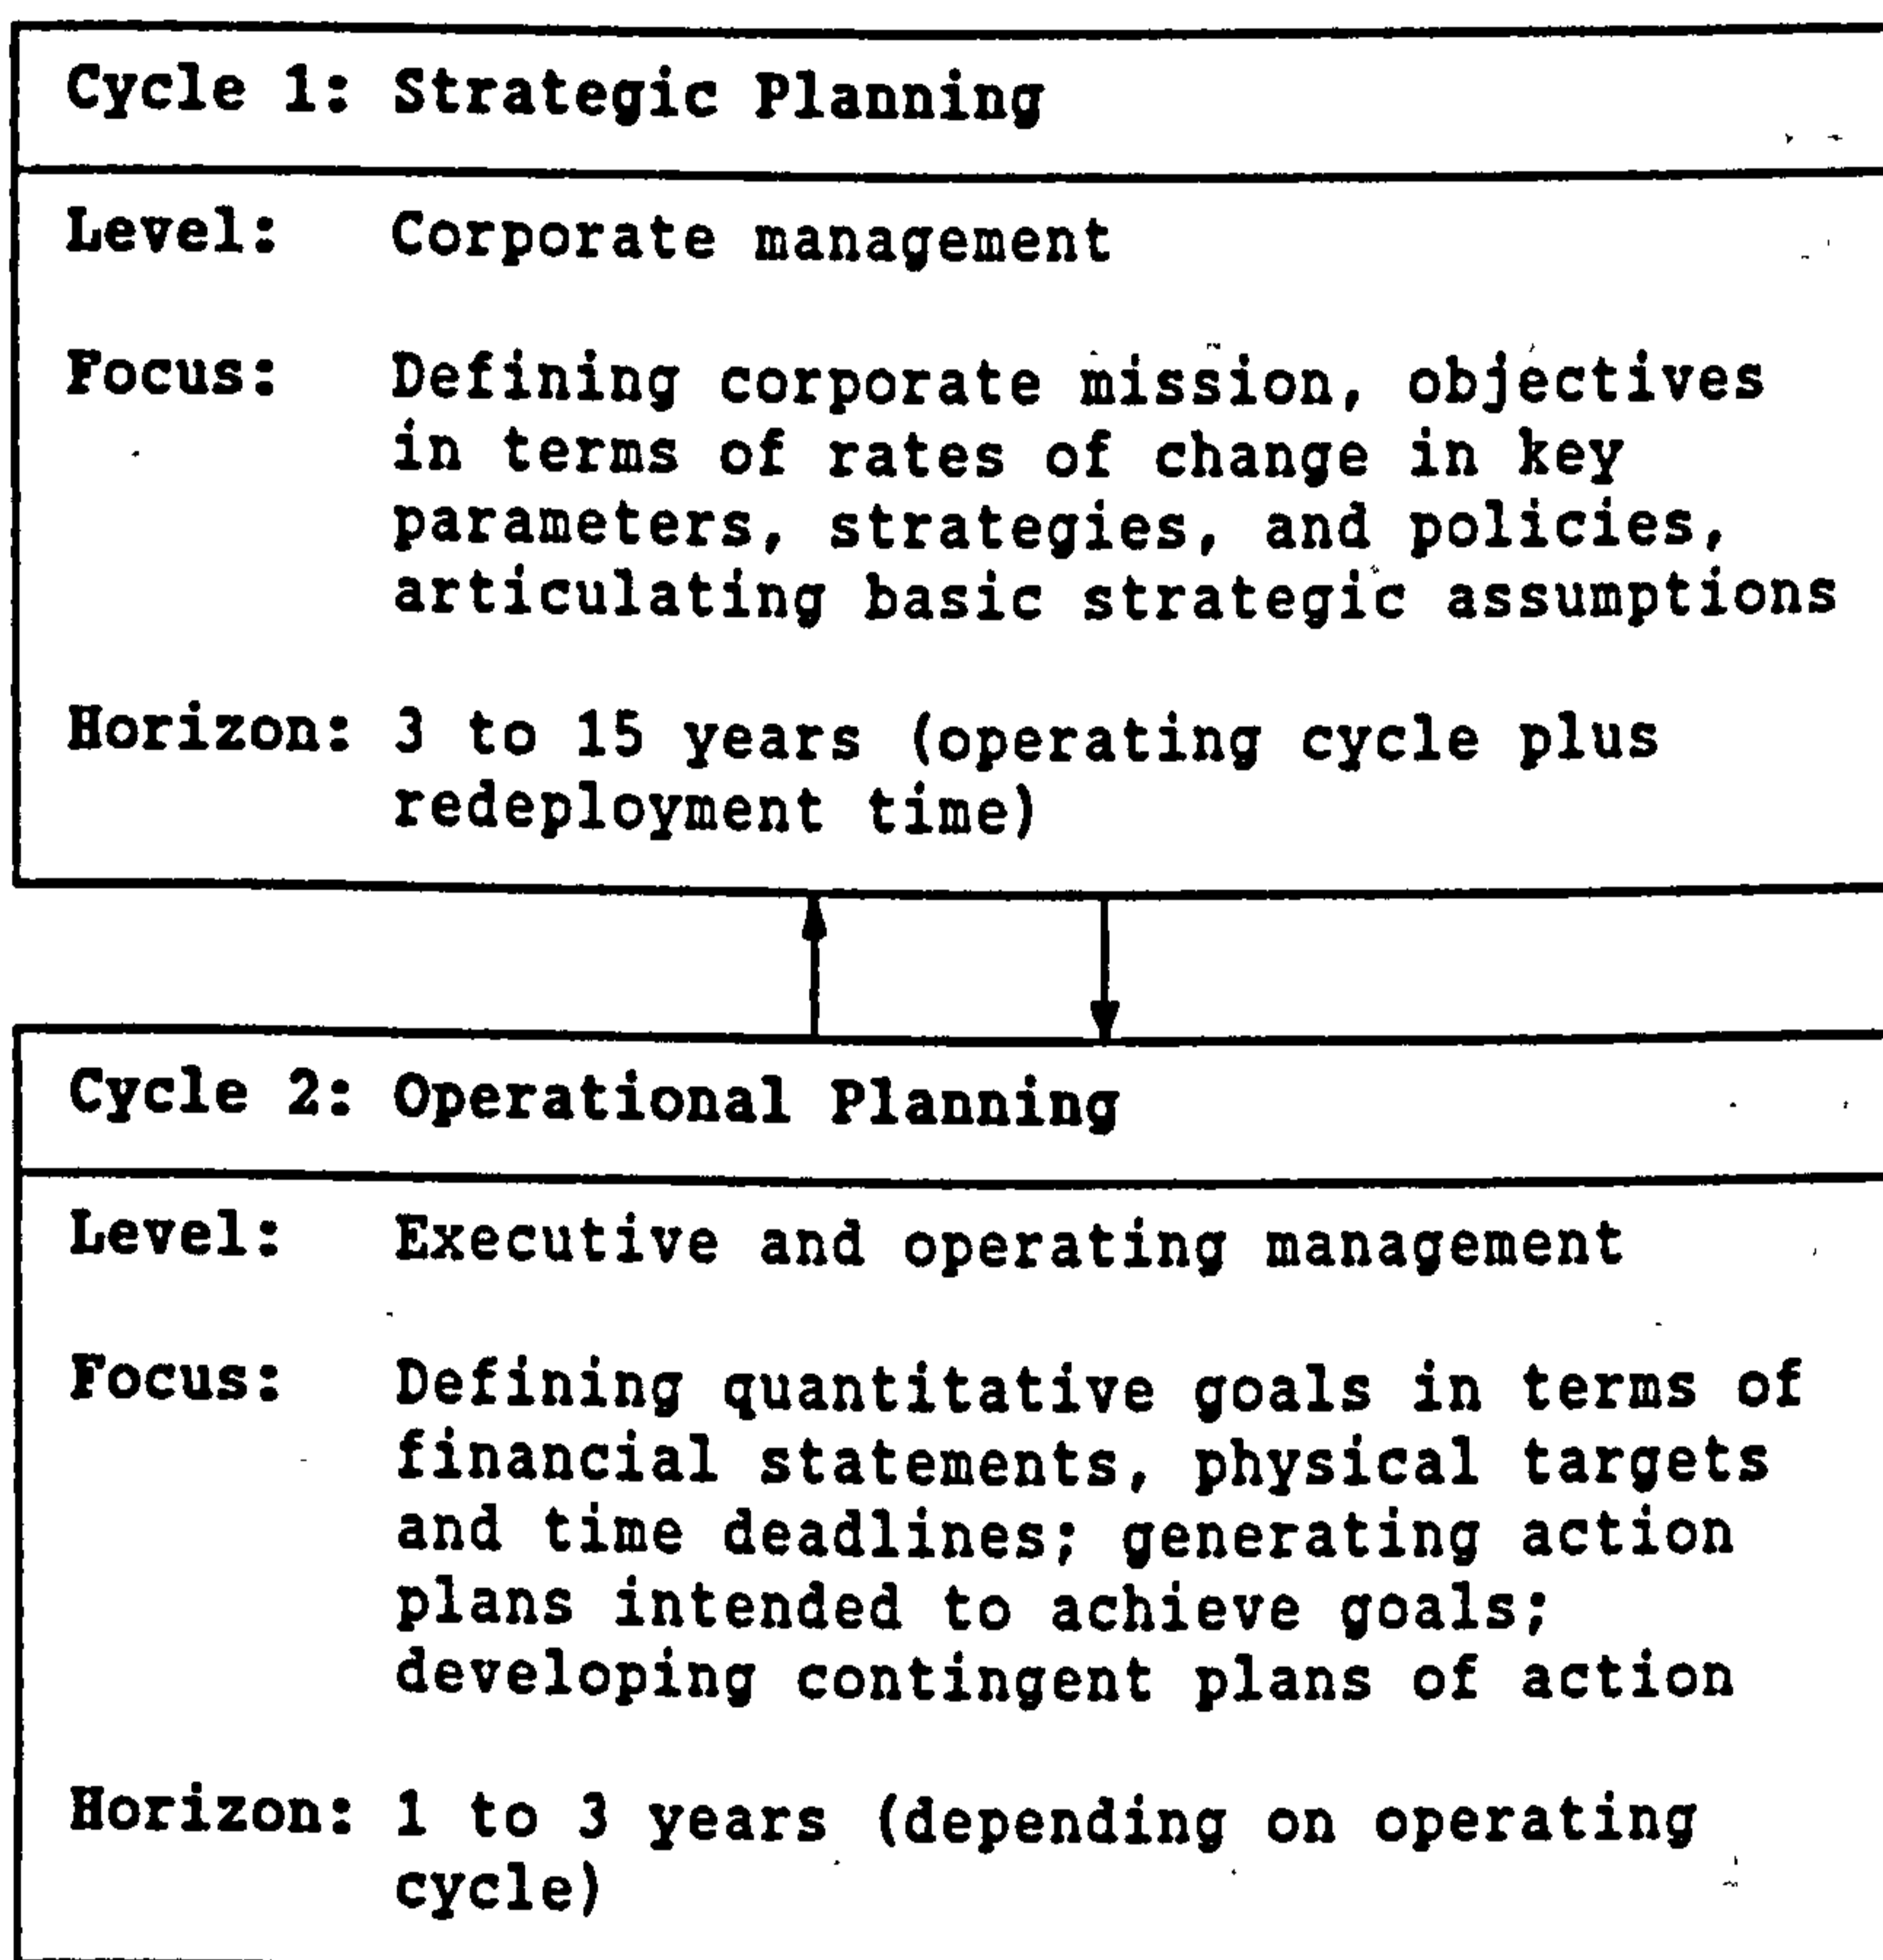 Cycle 1: Strategic Planning
Level: Corporate management
Focus: Defining corporate mission, objectives
in terms of rates of change in key
parameters, strategies, and policies,
articulating basic strategic assumptions
Horizon: 3 to 15 years (operating cycle plus
redeployment time)
Cycle 2: Operational Planning
Level: Executive and operating management
Focus: Defining quantitative goals in terms of
financial statements, physical targets
and time deadlines; generating action
plans intended to achieve goals;
developing contingent plans of action
Horizon: 1 to 3 years (depending on operating
cycle)